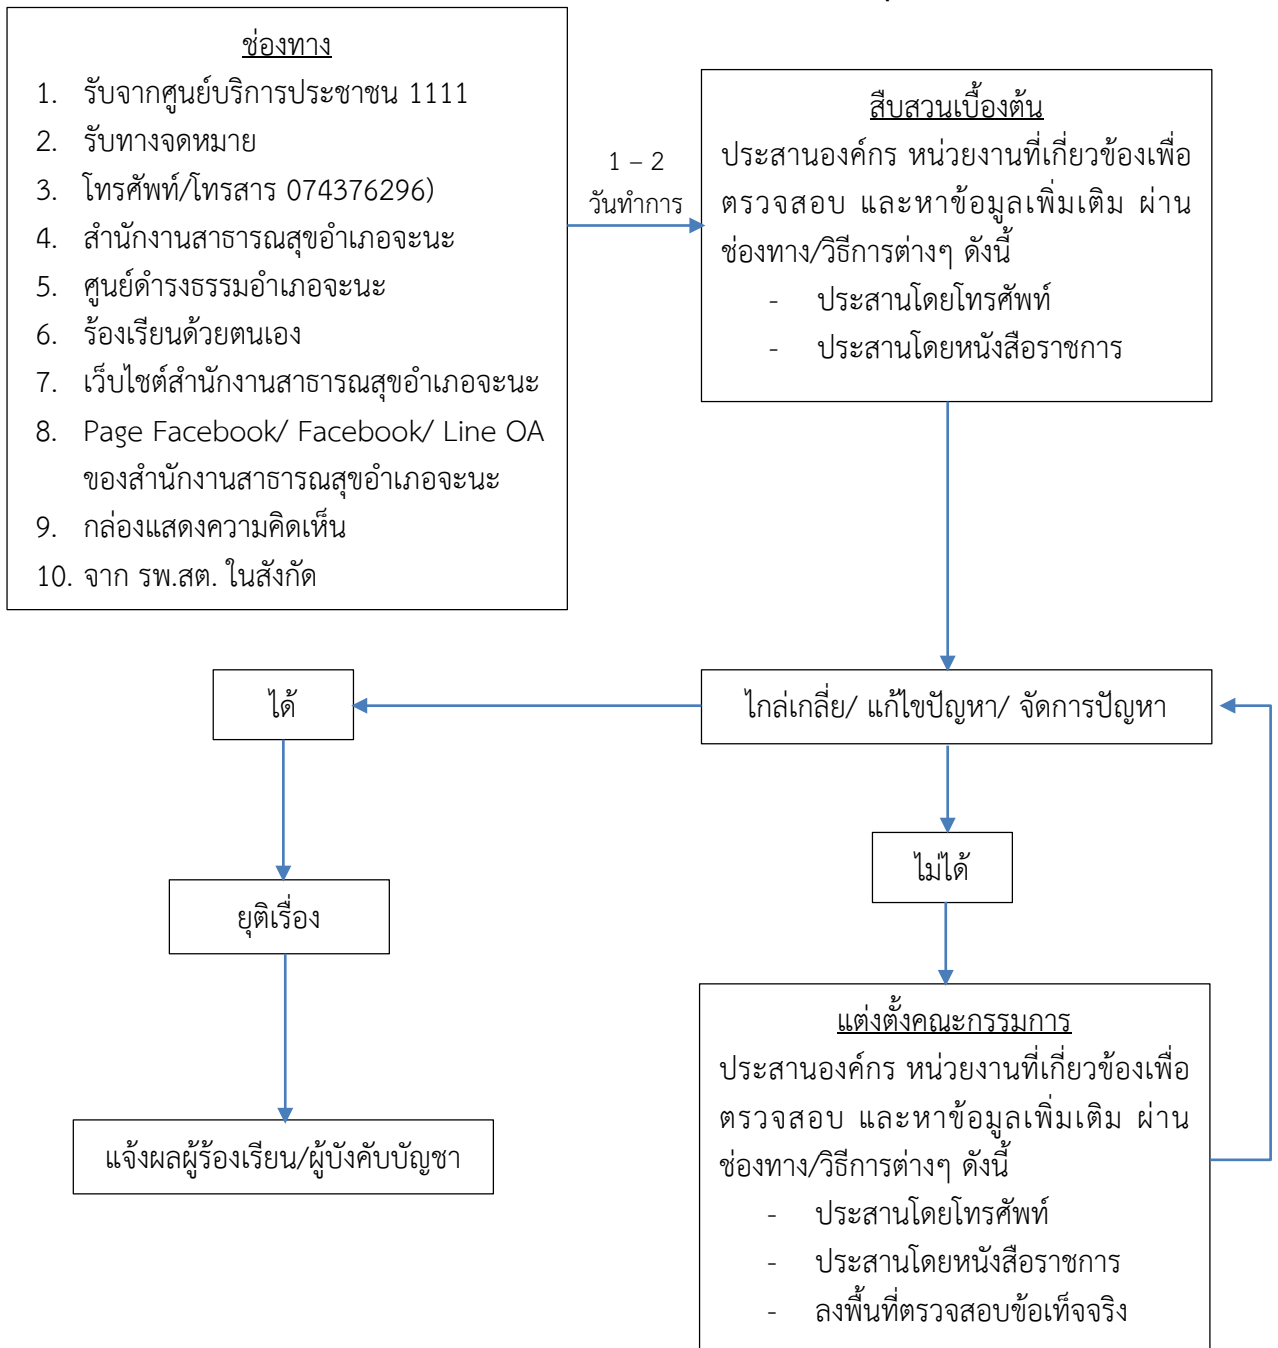 ช่องทาง
1. รับจากศูนย์บริการประชาชน 1111
2. รับทางจดหมาย
3. โทรศัพท์/โทรสาร 074376296)
4. สำนักงานสาธารณสุขอำเภอจะนะ
5. ศูนย์ดำรงธรรมอำเภอจะนะ
6. ร้องเรียนด้วยตนเอง
7. เว็บไซต์สำนักงานสาธารณสุขอำเภอจะนะ
8. Page Facebook/ Facebook/ Line OA
ของสำนักงานสาธารณสุขอำเภอจะนะ
9. กล่องแสดงความคิดเห็น
10. จาก รพ.สต. ในสังกัด
1 – 2
วันทำการ
สืบสวนเบื้องต้น
ประสานองค์กร หน่วยงานที่เกี่ยวข้องเพื่อ
ตรวจสอบ และหาข้อมูลเพิ่มเติม ผ่าน
ช่องทาง/วิธีการต่างๆ ดังนี้
- ประสานโดยโทรศัพท์
- ประสานโดยหนังสือราชการ
ไกล่เกลี่ย/ แก้ไขปัญหา/ จัดการปัญหา
ได้
ไม่ได้
ยุติเรื่อง
แจ้งผลผู้ร้องเรียน/ผู้บังคับบัญชา
แต่งตั้งคณะกรรมการ
ประสานองค์กร หน่วยงานที่เกี่ยวข้องเพื่อ
ตรวจสอบ และหาข้อมูลเพิ่มเติม ผ่าน
ช่องทาง/วิธีการต่างๆ ดังนี้
- ประสานโดยโทรศัพท์
- ประสานโดยหนังสือราชการ
- ลงพื้นที่ตรวจสอบข้อเท็จจริง